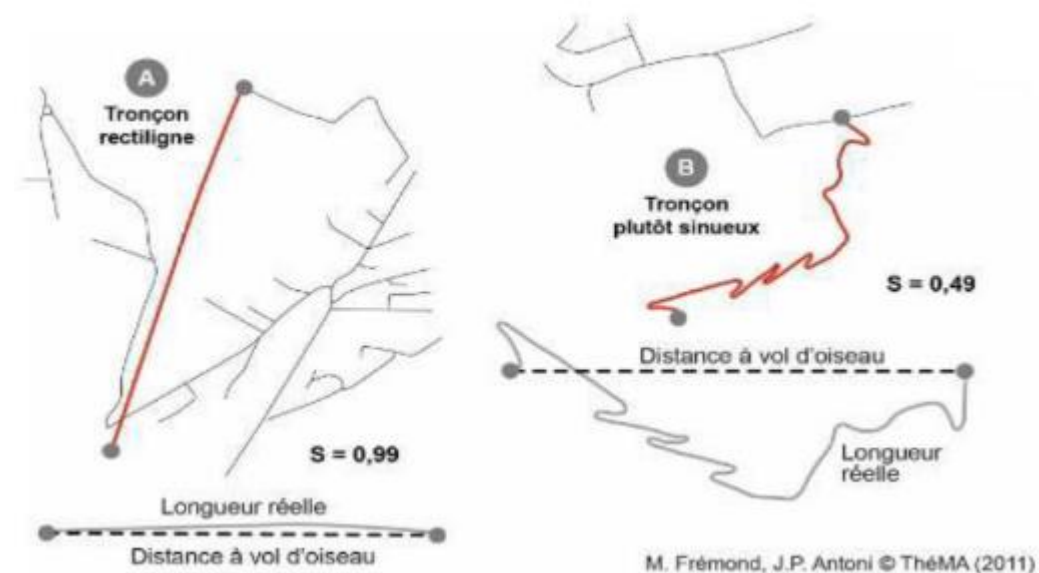 A
Tronçon
rectiligne
S = 0,99
Longueur réelle
Distance à vol d'oiseau
B
Tronçon
plutôt sinueux
S = 0,49
Distance à vol d'oiseau
Longueur
réelle
M. Frémond, J.P. Antoni © ThéMA (2011)